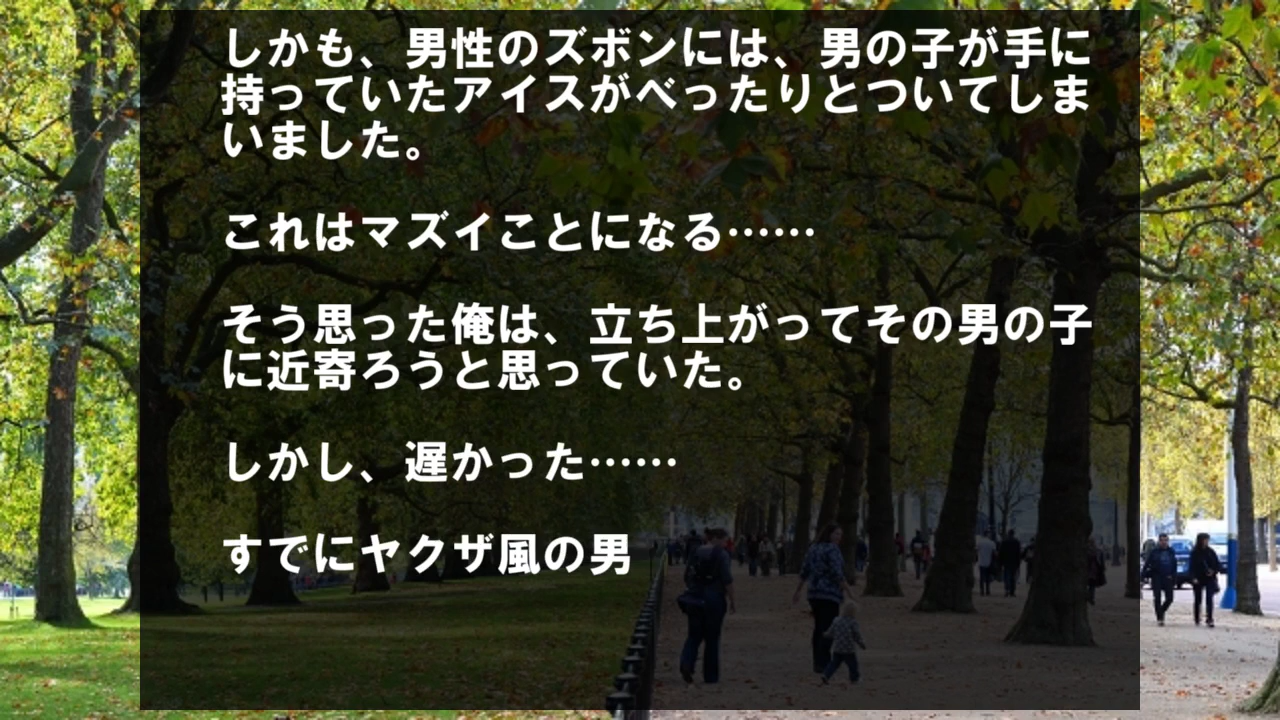 しかも、男性のズボンには、男の子が手に
持っていたアイスがべったりとついてしま
いました。
これはマズイことになる……
そう思った俺は、立ち上がってその男の子
に近寄ろうと思っていた。
しかし、遅かった……
すでにヤクザ風の男